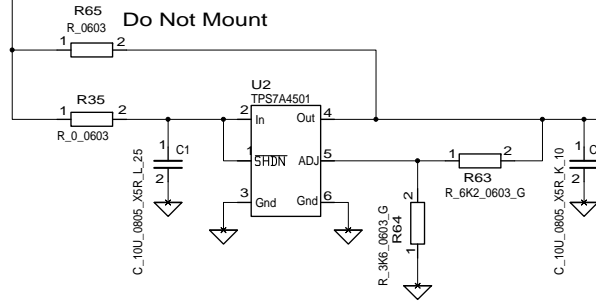 R65
R_0603
Do Not Mount
1
2
R35
1
2
R_0_0603
U2
TPS7A4501
2
In
Out
4
1
SHDN
ADJ
5
3
Gnd
Gnd
6
1
C1
2
C_10U_0805_X5R_L_25
1
2
R63
R_6K2_0603_G
2
R64
1
R_3K6_0603_G
1
C
2
C_10U_0805_X5R_K_10